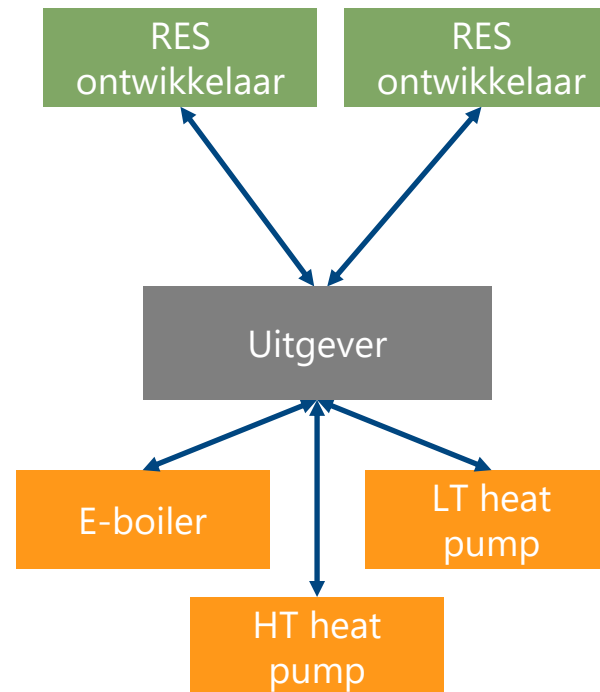 RES
ontwikkelaar
RES
ontwikkelaar
Uitgever
E-boiler
LT heat
pump
HT heat
pump